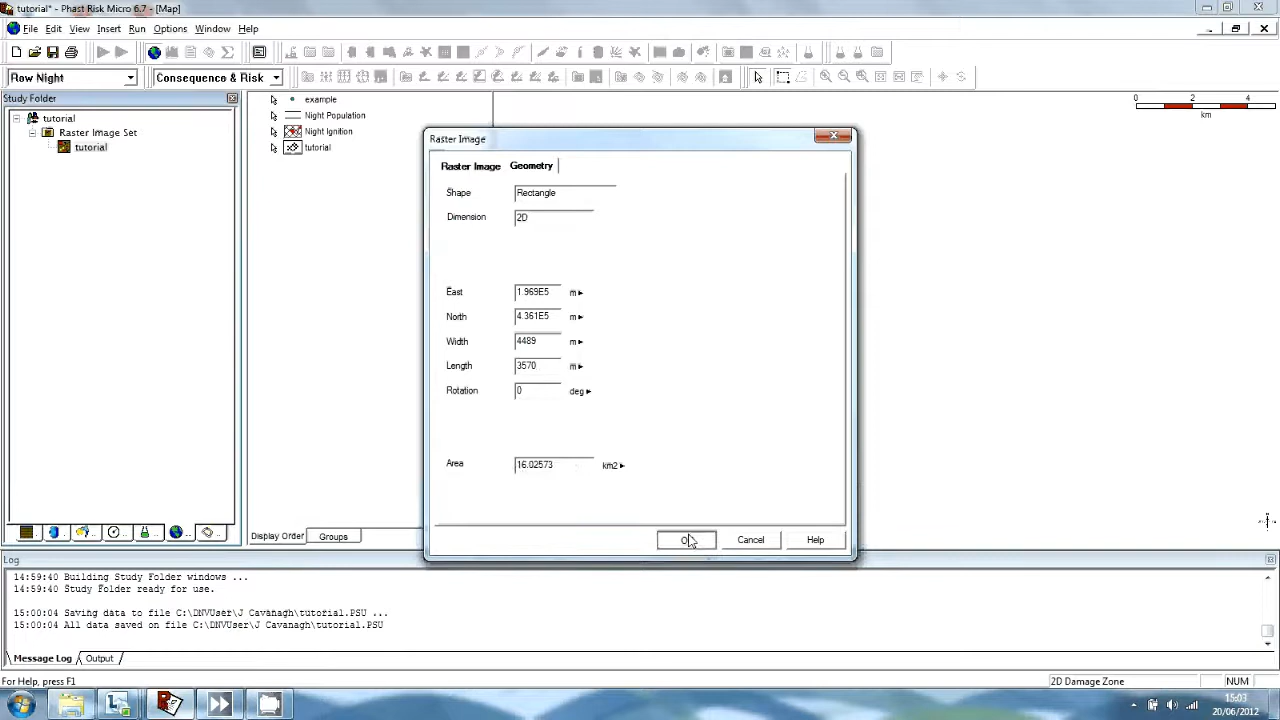 tutorial* - Phast Risk Micro 6.7 - [Map]
File Edit View Insert Run Options Window Help
Row Night Consequence & Risk
Study Folder
tutorial
Raster Image Set
tutorial
example
Night Population
Night Ignition
tutorial
0 2 4
km
Raster Image
Raster Image Geometry
Shape Rectangle
Dimension 2D
East 1.969E5 m
North 4.361E5 m
Width 4489 m
Length 3570 m
Rotation 0 deg
Area 16.02573 km2
Cancel Help
Display Order Groups
Log
14:59:40 Building Study Folder windows ...
14:59:40 Study Folder ready for use.
15:00:04 Saving data to file C:\DNVUser\J Cavanagh\tutorial.PSU ...
15:00:04 All data saved on file C:\DNVUser\J Cavanagh\tutorial.PSU
Message Log Output
For Help, press F1
2D Damage Zone NUM
15:03
20/06/2012